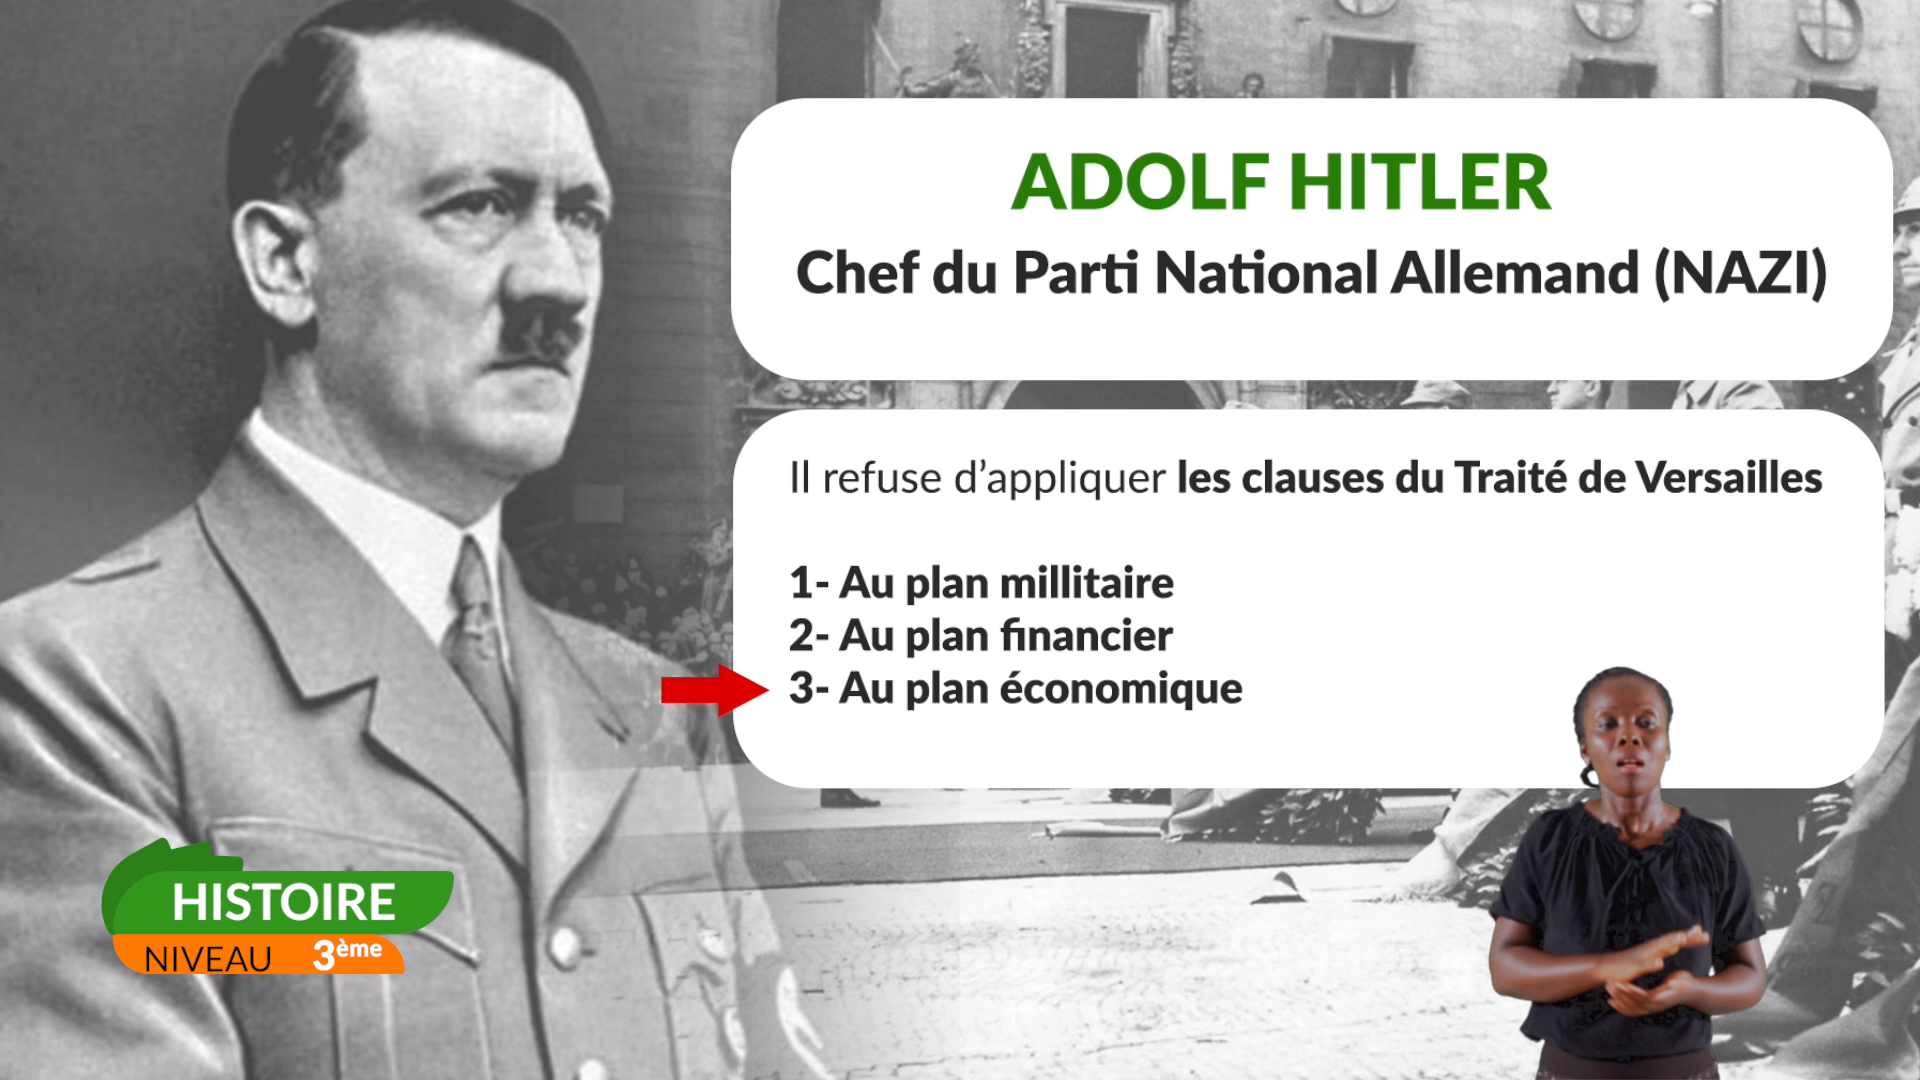 ADOLF HITLER
Chef du Parti National Allemand (NAZI)
Il refuse d’appliquer les clauses du Traité de Versailles
1- Au plan millitaire
2- Au plan financier
3- Au plan économique
HISTOIRE
NIVEAU 3ème